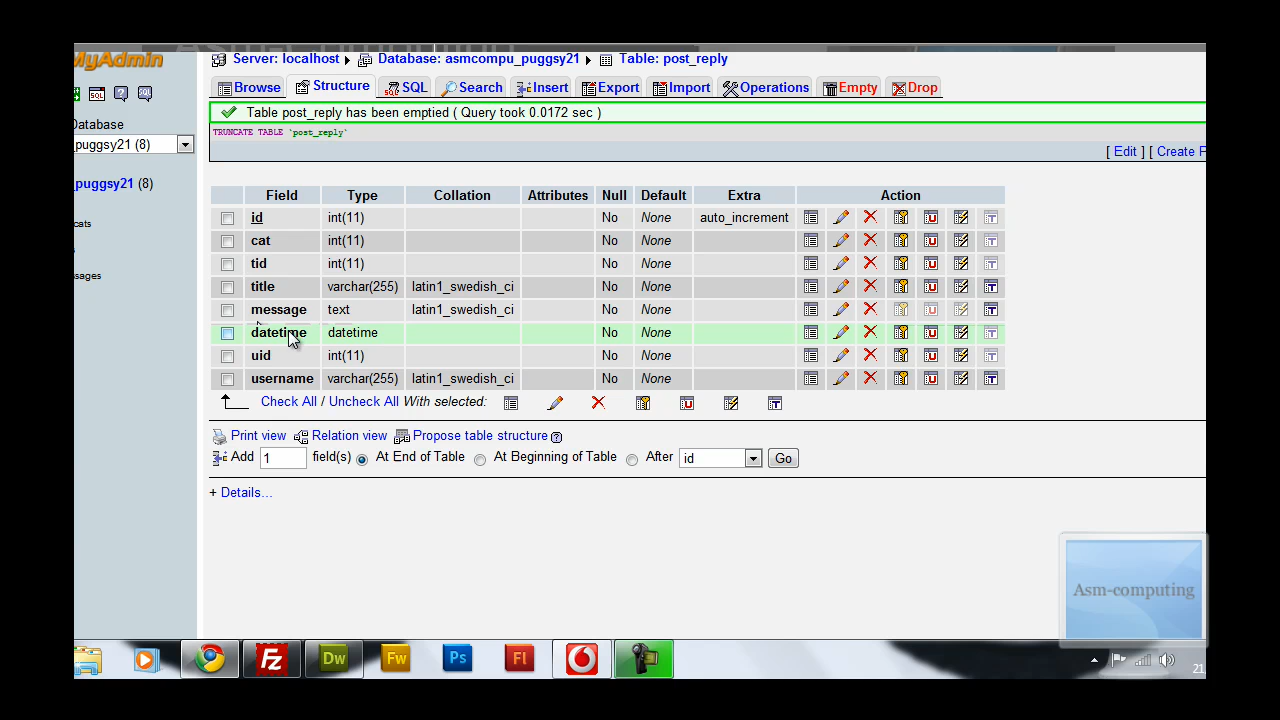 MyAdmin
Server: localhost Database: asmcompu_puggsy21 Table: post_reply
Browse Structure SQL Search Insert Export Import Operations Empty Drop
Table post_reply has been emptied ( Query took 0.0172 sec )
TRUNCATE TABLE `post_reply`
[ Edit ] [ Create P
Database
_puggsy21 (8)
_puggsy21 (8)
cats
s
ssages
Field Type Collation Attributes Null Default Extra Action
id int(11) No None auto_increment
cat int(11) No None
tid int(11) No None
title varchar(255) latin1_swedish_ci No None
message text latin1_swedish_ci No None
datetime datetime No None
uid int(11) No None
username varchar(255) latin1_swedish_ci No None
Check All / Uncheck All With selected:
Print view Relation view Propose table structure
Add 1 field(s) At End of Table At Beginning of Table After id Go
+ Details...
Asm-computing
Fz Dw Fw Ps Fl
21